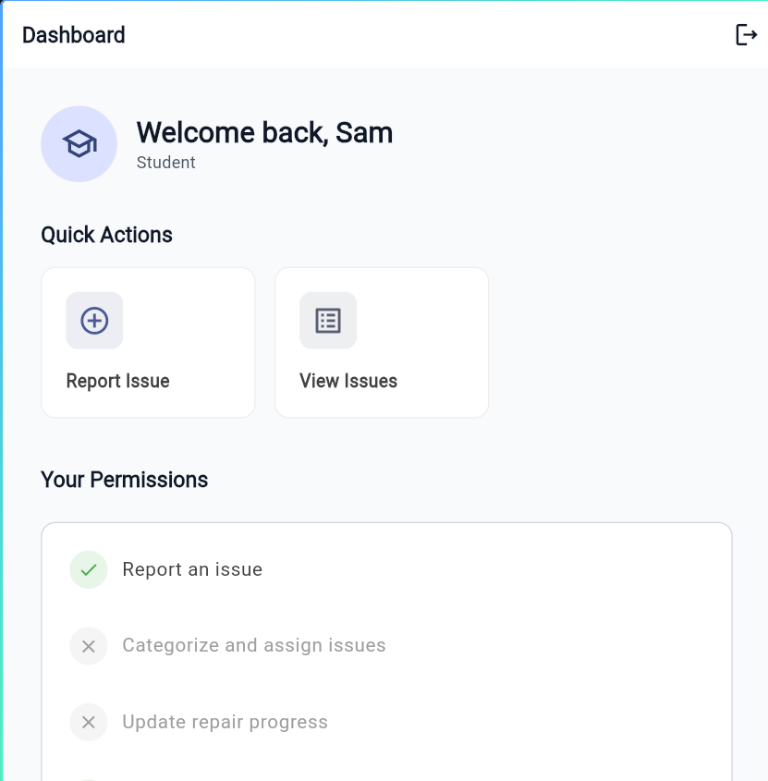 Dashboard
Welcome back, Sam
Student
Quick Actions
Report Issue
View Issues
Your Permissions
Report an issue
Categorize and assign issues
Update repair progress